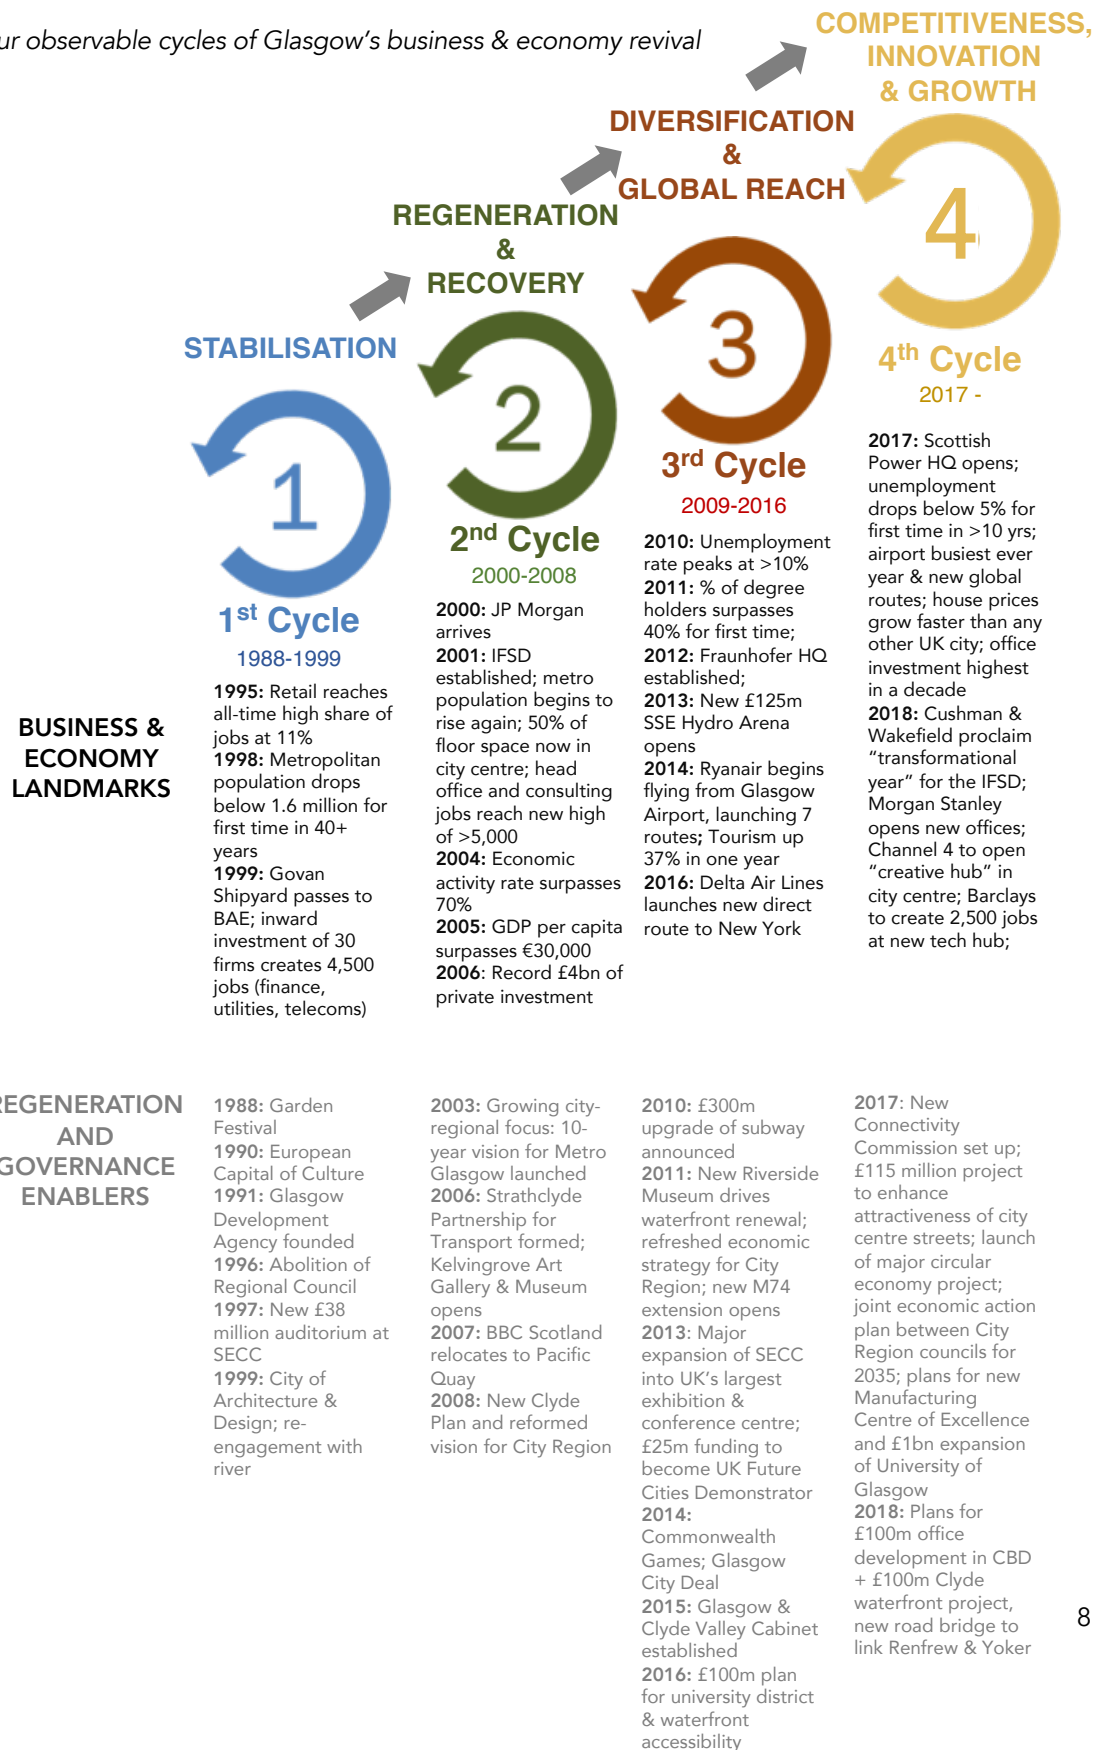 ur observable cycles of Glasgow's business & economy revival
COMPETITIVENESS,
INNOVATION
& GROWTH
DIVERSIFICATION
&
GLOBAL REACH
REGENERATION
&
RECOVERY
STABILISATION
1
1st Cycle
1988-1999
2
2nd Cycle
2000-2008
3
3rd Cycle
2009-2016
4
4th Cycle
2017 -
BUSINESS &
ECONOMY
LANDMARKS
1995: Retail reaches
all-time high share of
jobs at 11%
1998: Metropolitan
population drops
below 1.6 million for
first time in 40+
years
1999: Govan
Shipyard passes to
BAE; inward
investment of 30
firms creates 4,500
jobs (finance,
utilities, telecoms)
2000: JP Morgan
arrives
2001: IFSD
established; metro
population begins to
rise again; 50% of
floor space now in
city centre; head
office and consulting
jobs reach new high
of >5,000
2004: Economic
activity rate surpasses
70%
2005: GDP per capita
surpasses €30,000
2006: Record £4bn of
private investment
2010: Unemployment
rate peaks at >10%
2011: % of degree
holders surpasses
40% for first time;
2012: Fraunhofer HQ
established;
2013: New £125m
SSE Hydro Arena
opens
2014: Ryanair begins
flying from Glasgow
Airport, launching 7
routes; Tourism up
37% in one year
2016: Delta Air Lines
launches new direct
route to New York
2017: Scottish
Power HQ opens;
unemployment
drops below 5% for
first time in >10 yrs;
airport busiest ever
year & new global
routes; house prices
grow faster than any
other UK city; office
investment highest
in a decade
2018: Cushman &
Wakefield proclaim
“transformational
year” for the IFSD;
Morgan Stanley
opens new offices;
Channel 4 to open
“creative hub” in
city centre; Barclays
to create 2,500 jobs
at new tech hub;
REGENERATION
AND
GOVERNANCE
ENABLERS
1988: Garden
Festival
1990: European
Capital of Culture
1991: Glasgow
Development
Agency founded
1996: Abolition of
Regional Council
1997: New £38
million auditorium at
SECC
1999: City of
Architecture &
Design; re-
engagement with
river
2003: Growing city-
regional focus: 10-
year vision for Metro
Glasgow launched
2006: Strathclyde
Partnership for
Transport formed;
Kelvingrove Art
Gallery & Museum
opens
2007: BBC Scotland
relocates to Pacific
Quay
2008: New Clyde
Plan and reformed
vision for City Region
2010: £300m
upgrade of subway
announced
2011: New Riverside
Museum drives
waterfront renewal;
refreshed economic
strategy for City
Region; new M74
extension opens
2013: Major
expansion of SECC
into UK's largest
exhibition &
conference centre;
£25m funding to
become UK Future
Cities Demonstrator
2014:
Commonwealth
Games; Glasgow
City Deal
2015: Glasgow &
Clyde Valley Cabinet
established
2016: £100m plan
for university district
& waterfront
accessibility
2017: New
Connectivity
Commission set up;
£115 million project
to enhance
attractiveness of city
centre streets; launch
of major circular
economy project;
joint economic action
plan between City
Region councils for
2035; plans for new
Manufacturing
Centre of Excellence
and £1bn expansion
of University of
Glasgow
2018: Plans for
£100m office
development in CBD
+ £100m Clyde
waterfront project,
new road bridge to
link Renfrew & Yoker
8